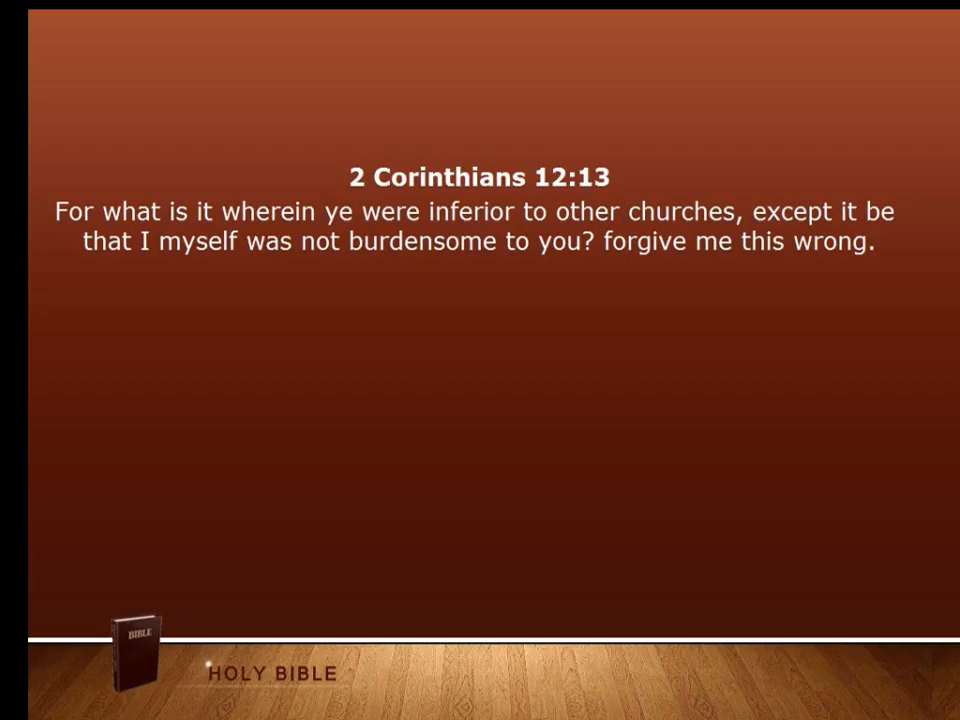 2 Corinthians 12:13
For what is it wherein ye were inferior to other churches, except it be
that I myself was not burdensome to you? forgive me this wrong.
BIBLE
HOLY BIBLE